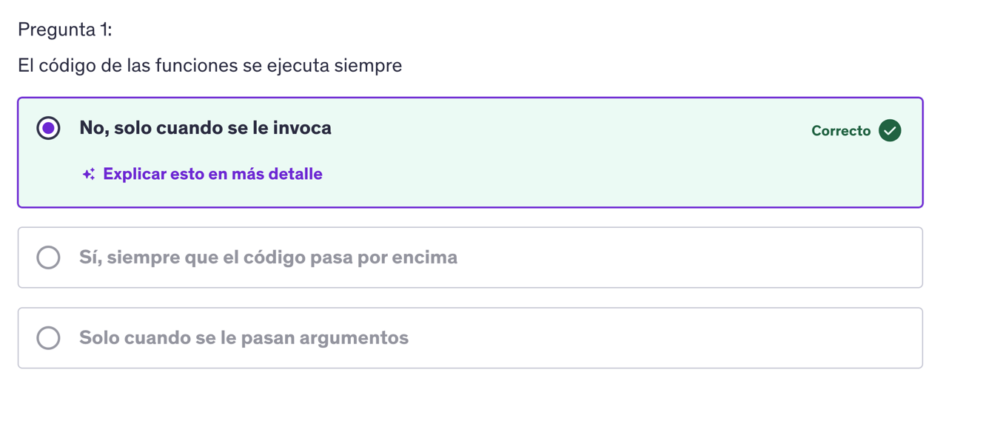 Pregunta 1:
El código de las funciones se ejecuta siempre
No, solo cuando se le invoca
Correcto
Explicar esto en más detalle
Sí, siempre que el código pasa por encima
Solo cuando se le pasan argumentos